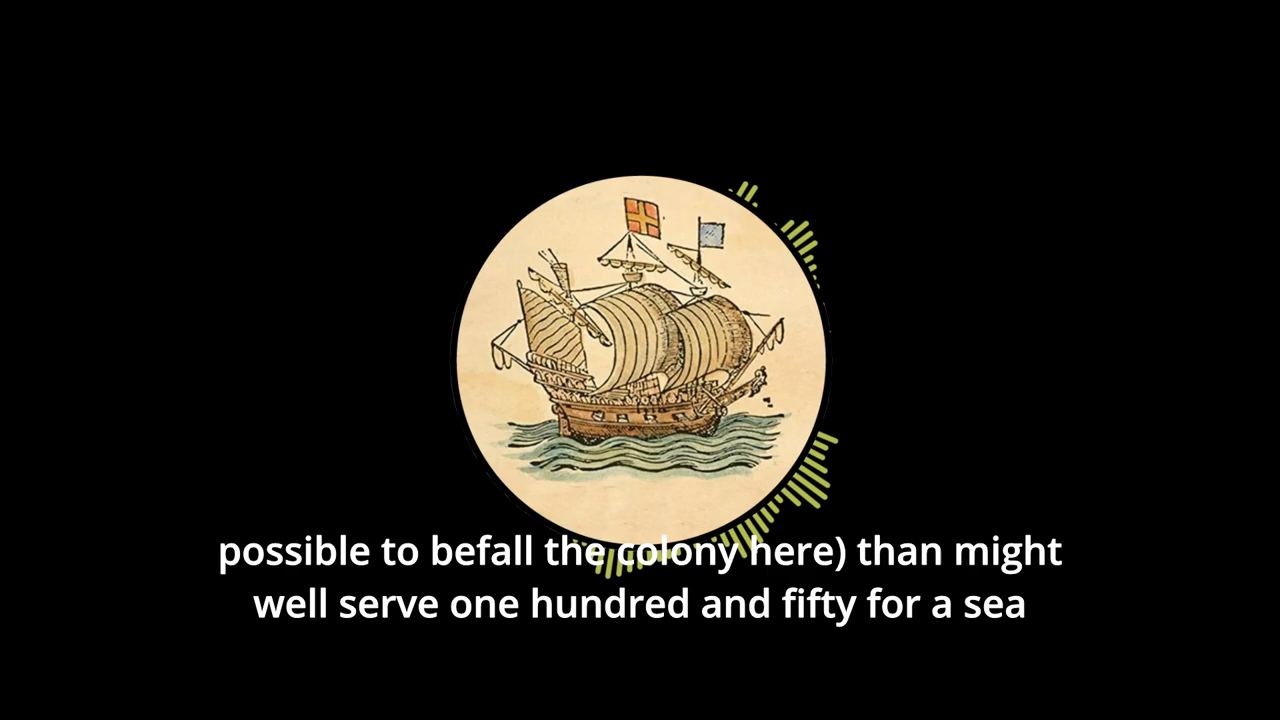 possible to befall the colony here) than might
well serve one hundred and fifty for a sea